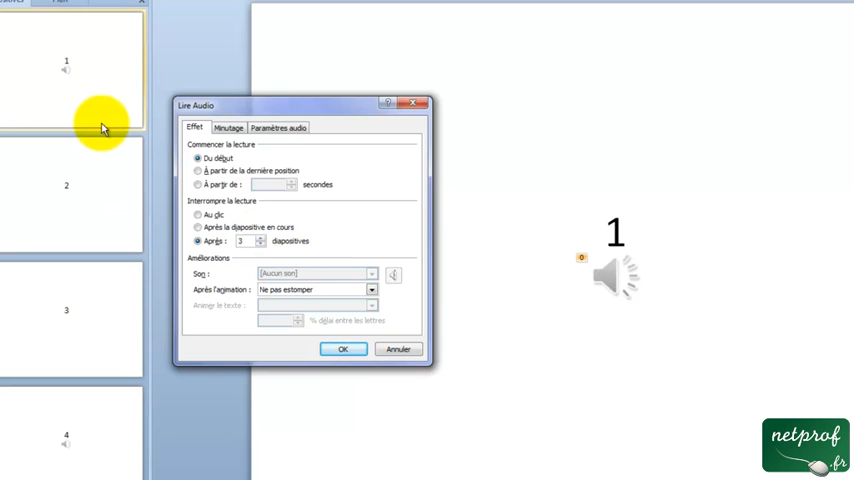 1
2
3
4
Lire Audio
?
Effet
Minutage
Paramètres audio
Commencer la lecture
Du début
À partir de la dernière position
À partir de :
secondes
Interrompre la lecture
Au clic
Après la diapositive en cours
Après : 3 diapositives
Améliorations
Son : [Aucun son]
Après l'animation : Ne pas estomper
Animer le texte :
% délai entre les lettres
OK
Annuler
1
0
netprof
.fr